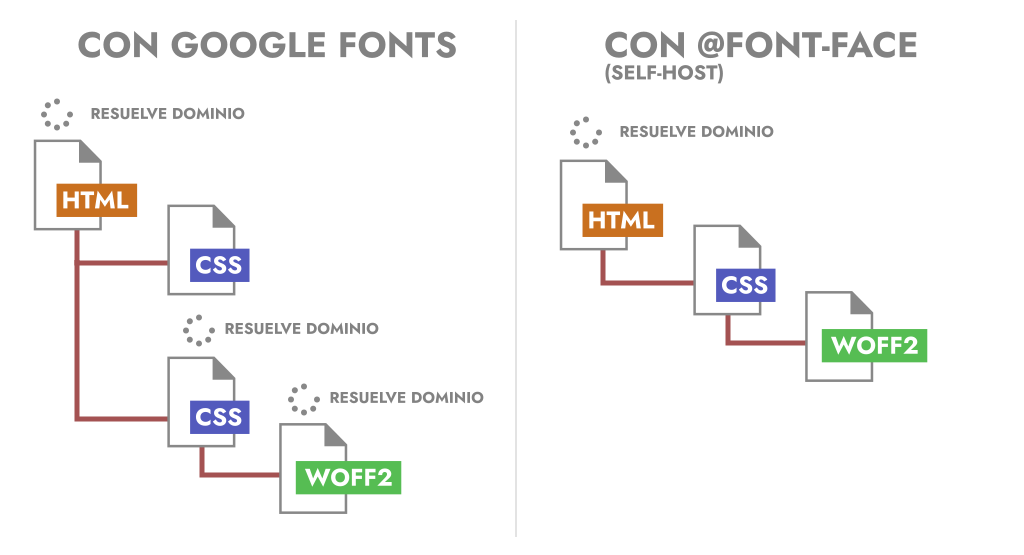 CON GOOGLE FONTS
RESUELVE DOMINIO
HTML
CSS
RESUELVE DOMINIO
CSS
RESUELVE DOMINIO
WOFF2
CON @FONT-FACE
(SELF-HOST)
RESUELVE DOMINIO
HTML
CSS
WOFF2